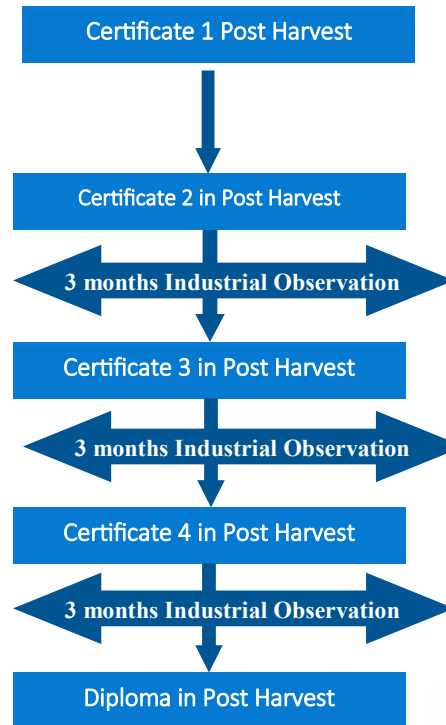 Certificate 1 Post Harvest
Certificate 2 in Post Harvest
3 months Industrial Observation
Certificate 3 in Post Harvest
3 months Industrial Observation
Certificate 4 in Post Harvest
3 months Industrial Observation
Diploma in Post Harvest